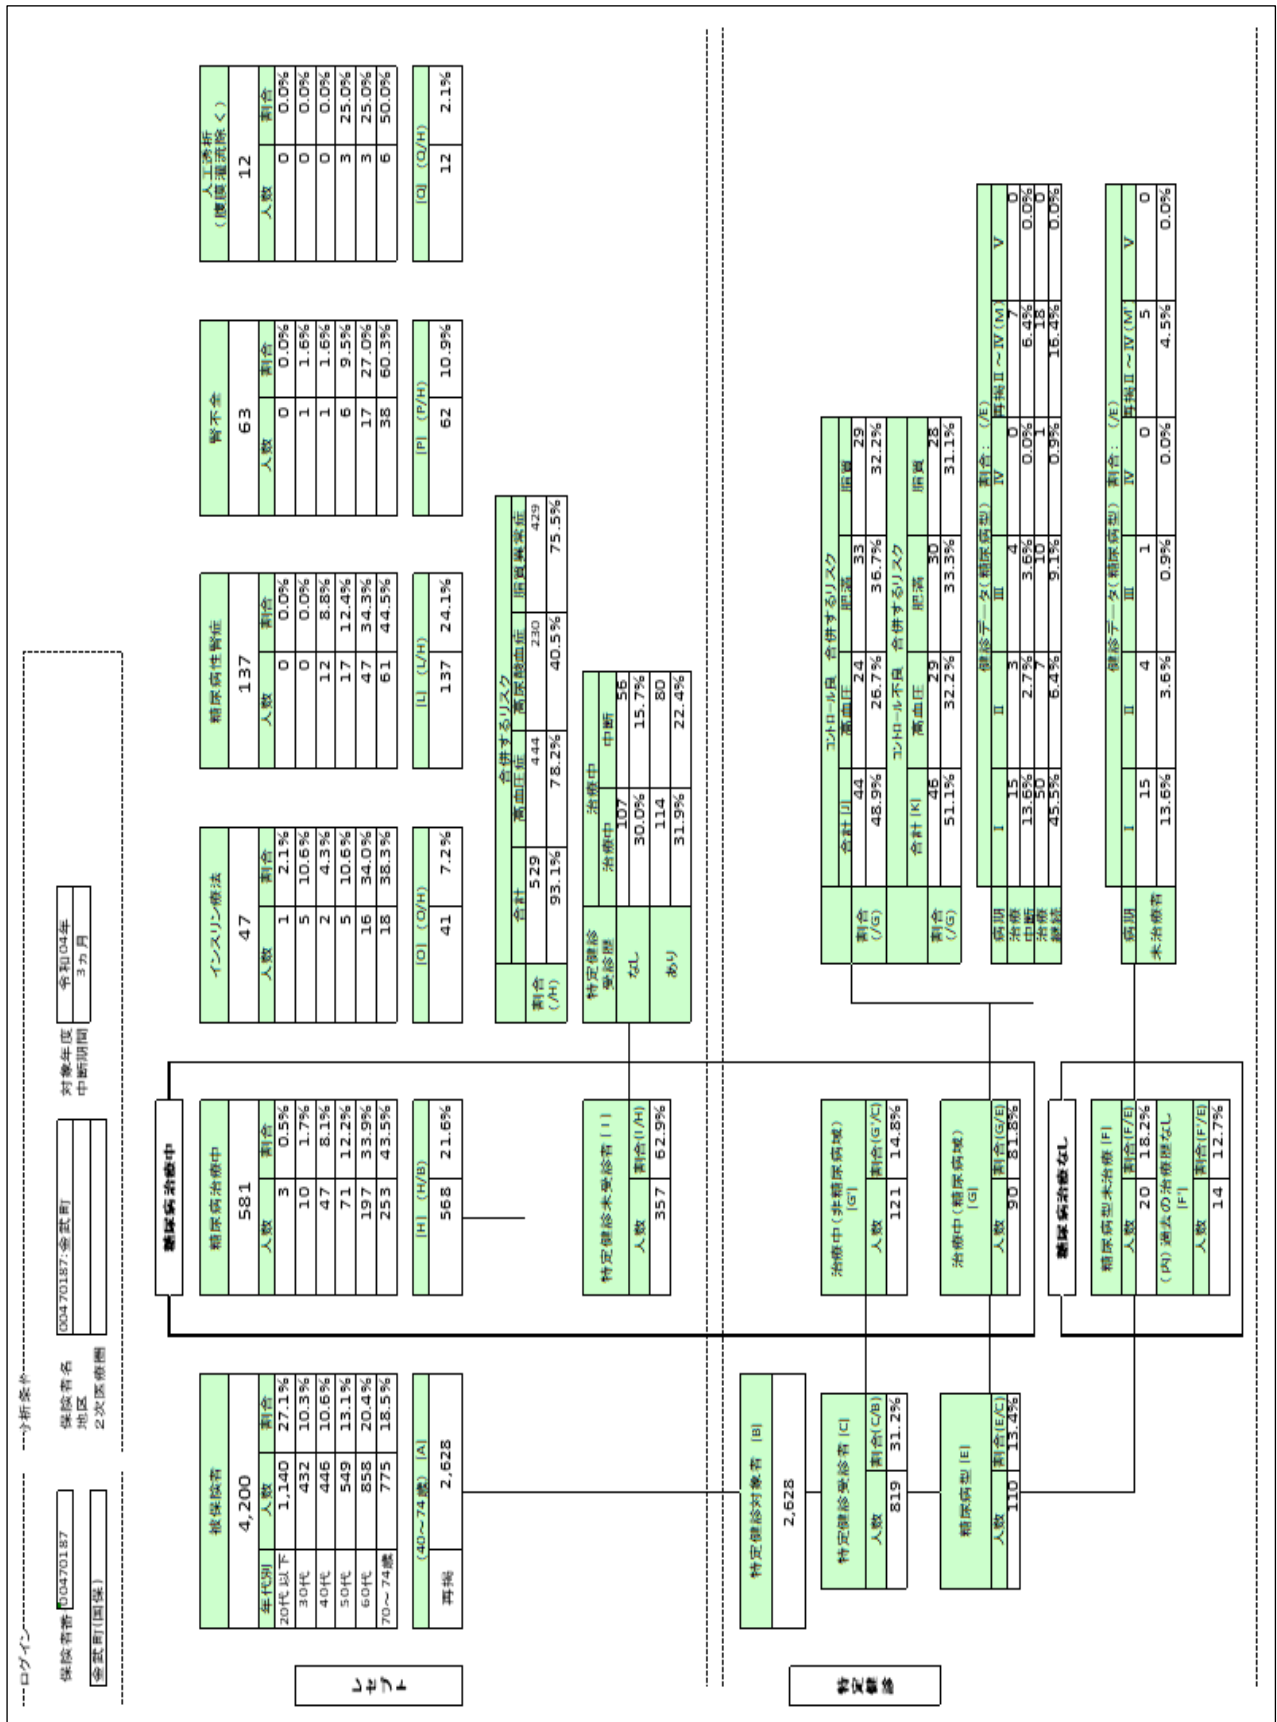 ログイン
分析条件
保険者番 00470187
保険者名 00470187:金武町
対象年度 令和04年
金武町(国保)
地区
中断期間 3ヵ月
2次医療圏
糖尿病治療中
レセプト
被保険者 糖尿病治療中 インスリン療法 糖尿病性腎症 腎不全 人工透析
(腹膜灌流除く)
4,200 581 47 137 63 12
年代別 人数 割合 人数 割合 人数 割合 人数 割合 人数 割合 人数 割合
20代以下 1,140 27.1% 3 0.5% 1 2.1% 0 0.0% 0 0.0% 0 0.0%
30代 432 10.3% 10 1.7% 5 10.6% 0 0.0% 1 1.6% 0 0.0%
40代 446 10.6% 47 8.1% 2 4.3% 12 8.8% 1 1.6% 0 0.0%
50代 549 13.1% 71 12.2% 5 10.6% 17 12.4% 6 9.5% 3 25.0%
60代 858 20.4% 197 33.9% 16 34.0% 47 34.3% 17 27.0% 3 25.0%
70～74歳 775 18.5% 253 43.5% 18 38.3% 61 44.5% 38 60.3% 6 50.0%
(40～74歳) [A] [H] (H/B) [O] (O/H) [L] (L/H) [P] (P/H) [Q] (Q/H)
再掲 2,628 568 21.6% 41 7.2% 137 24.1% 62 10.9% 12 2.1%
合併するリスク
合計 高血圧症 高尿酸血症 脂質異常症
割合
(/H)
529 444 230 429
93.1% 78.2% 40.5% 75.5%
特定健診未受診者 [I]
人数 割合(I/H)
357 62.9%
特定健診
受診歴
治療中
治療中 中断
なし 107 56
30.0% 15.7%
あり 114 80
31.9% 22.4%
特定健診
特定健診対象者 [B]
2,628
特定健診受診者 [C]
人数 割合(C/B)
819 31.2%
治療中(非糖尿病域)
[G']
人数 割合(G'/C)
121 14.8%
コントロール良 合併するリスク
合計 [J] 高血圧 肥満 脂質
割合
(/G)
44 24 33 29
48.9% 26.7% 36.7% 32.2%
コントロール不良 合併するリスク
合計 [K] 高血圧 肥満 脂質
割合
(/G)
46 29 30 28
51.1% 32.2% 33.3% 31.1%
糖尿病型 [E]
人数 割合(E/C)
110 13.4%
治療中(糖尿病域)
[G]
人数 割合(G/E)
90 81.8%
健診データ(糖尿病型) 割合: (/E)
病期 I II III IV 再掲II～IV(M) V
治療中断 15 3 4 0 7 0
13.6% 2.7% 3.6% 0.0% 6.4% 0.0%
治療継続 50 7 10 1 18 0
45.5% 6.4% 9.1% 0.9% 16.4% 0.0%
糖尿病治療なし
糖尿病型未治療 [F]
人数 割合(F/E)
20 18.2%
(内)過去の治療歴なし
[F']
人数 割合(F'/E)
14 12.7%
健診データ(糖尿病型) 割合: (/E)
病期 I II III IV 再掲II～IV(M') V
未治療者 15 4 1 0 5 0
13.6% 3.6% 0.9% 0.0% 4.5% 0.0%